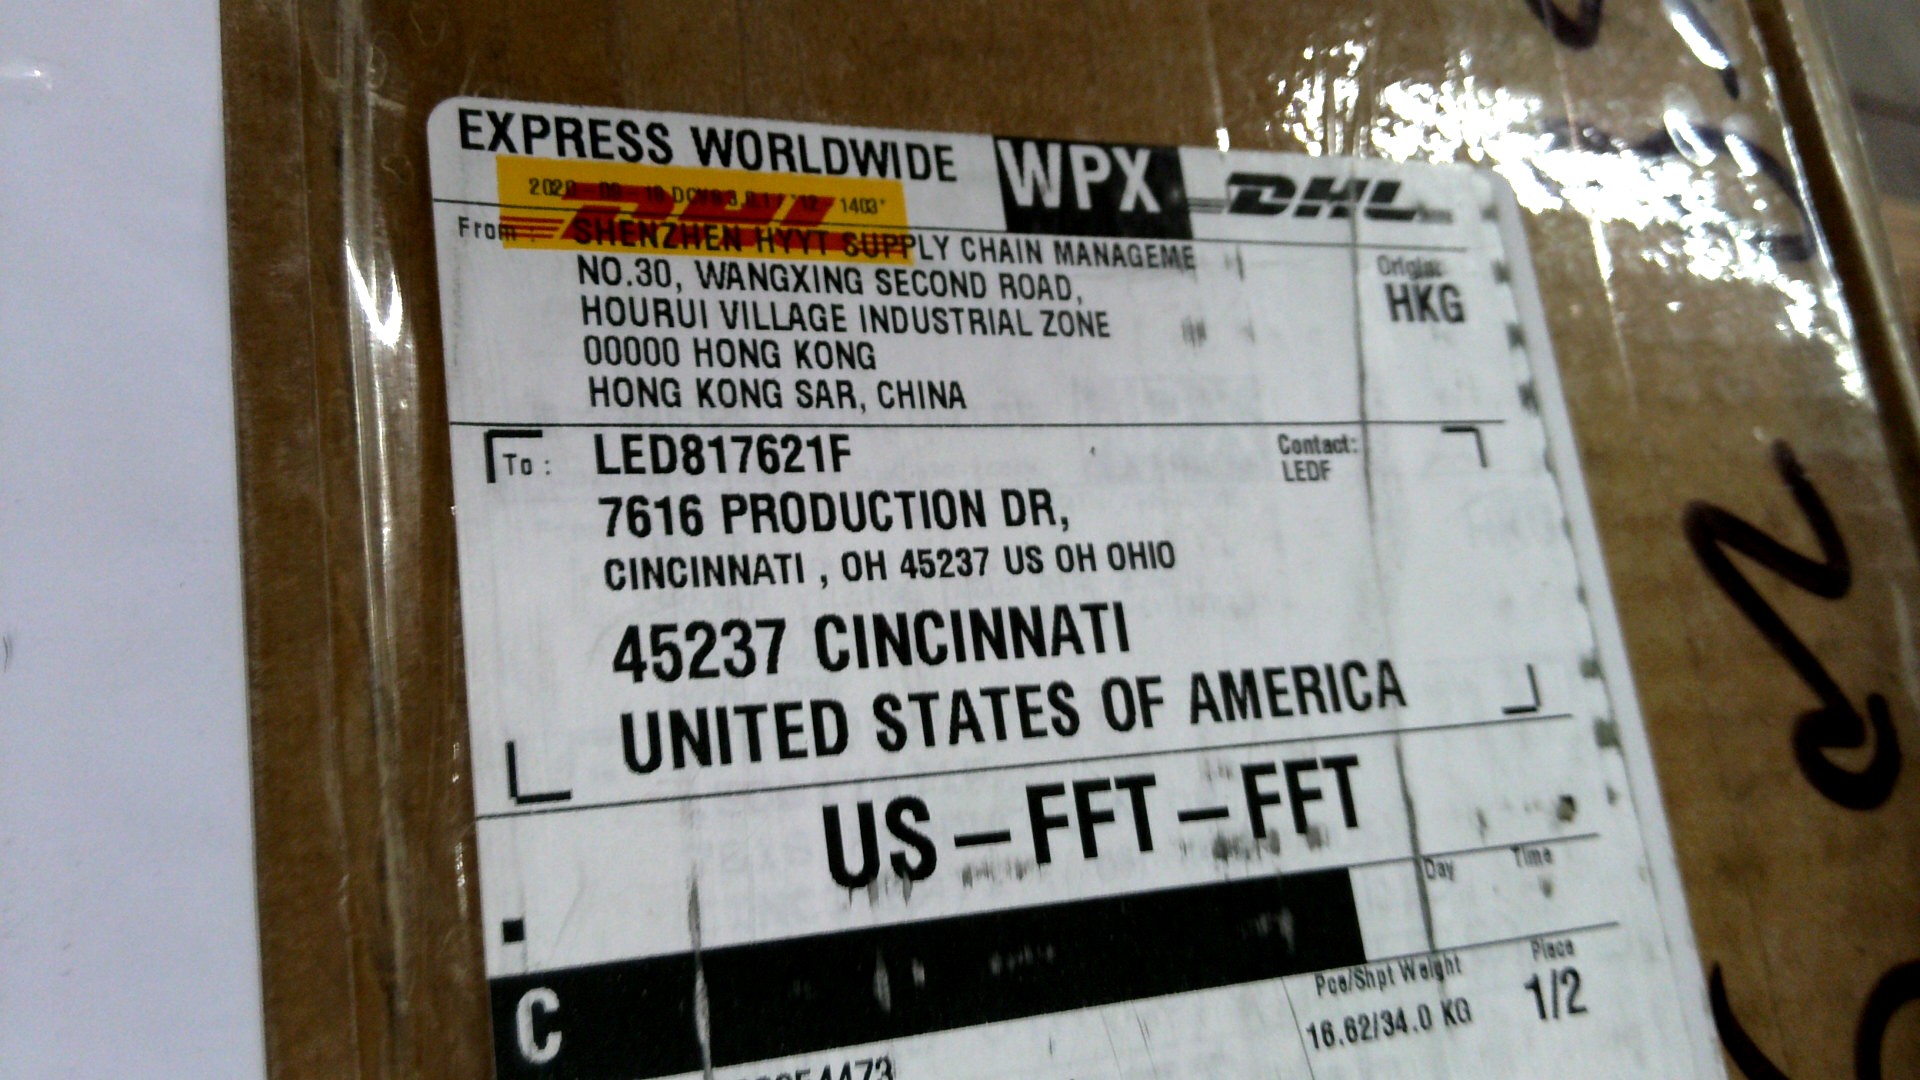 EXPRESS WORLDWIDE WPX DHL
DHL
From : SHENZHEN HYYT SUPPLY CHAIN MANAGEME
NO.30, WANGXING SECOND ROAD,
HOURUI VILLAGE INDUSTRIAL ZONE
00000 HONG KONG
HONG KONG SAR, CHINA
Origin:
HKG
To : LED817621F
7616 PRODUCTION DR,
CINCINNATI , OH 45237 US OH OHIO
45237 CINCINNATI
UNITED STATES OF AMERICA
Contact:
LEDF
US – FFT – FFT
Day Time
C
Pce/Shpt Weight Piece
16.62/34.0 KG 1/2